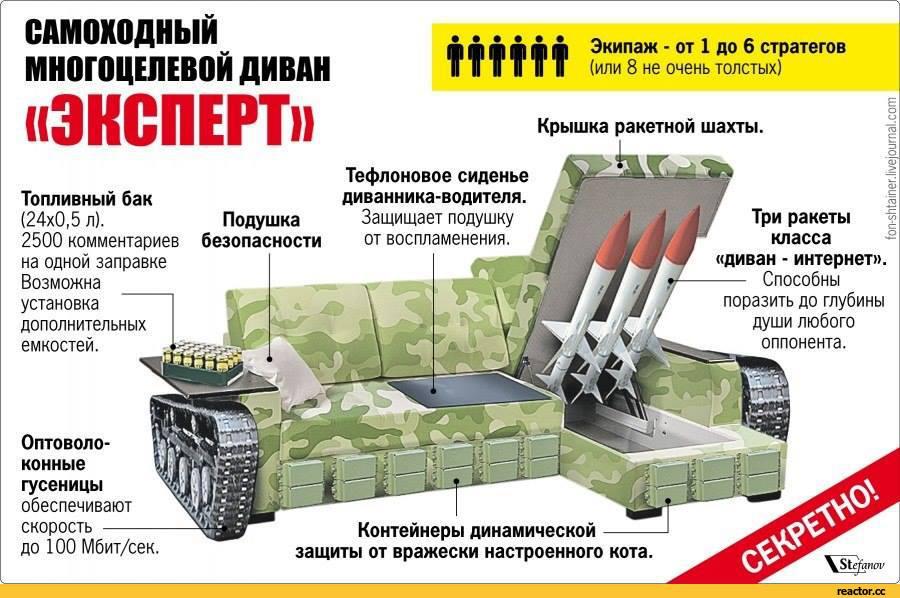 САМОХОДНЫЙ
МНОГОЦЕЛЕВОЙ ДИВАН
«ЭКСПЕРТ»
Экипаж - от 1 до 6 стратегов
(или 8 не очень толстых)
Крышка ракетной шахты.
Тефлоновое сиденье
диванника-водителя.
Защищает подушку
от воспламенения.
Топливный бак
(24х0,5 л).
2500 комментариев
на одной заправке
Возможна
установка
дополнительных
емкостей.
Подушка
безопасности
Три ракеты
класса
«диван - интернет».
Способны
поразить до глубины
души любого
оппонента.
Оптоволо-
конные
гусеницы
обеспечивают
скорость
до 100 Мбит/сек.
Контейнеры динамической
защиты от вражески настроенного кота.
СЕКРЕТНО!
fon-shtainer.livejournal.com
Stefanov
reactor.cc